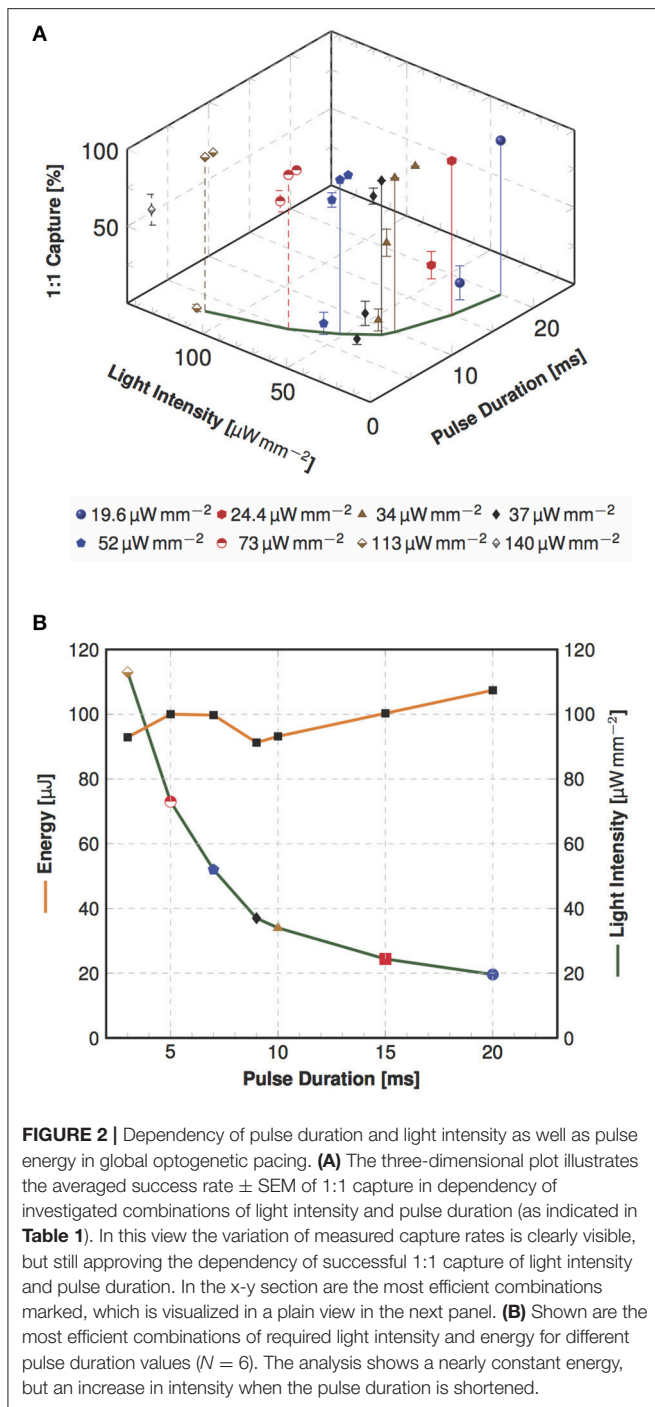 A
100
50
1:1 Capture [%]
100
50
0
Light Intensity [µW mm−2]
10
20
Pulse Duration [ms]
19.6 µW mm−2 24.4 µW mm−2 34 µW mm−2 37 µW mm−2
52 µW mm−2 73 µW mm−2 113 µW mm−2 140 µW mm−2
B
120 120
100 100
80 80
60 60
40 40
20 20
0 0
Energy [µJ]
Light Intensity [µW mm−2]
5 10 15 20
Pulse Duration [ms]
FIGURE 2 | Dependency of pulse duration and light intensity as well as pulse
energy in global optogenetic pacing. (A) The three-dimensional plot illustrates
the averaged success rate ± SEM of 1:1 capture in dependency of
investigated combinations of light intensity and pulse duration (as indicated in
Table 1). In this view the variation of measured capture rates is clearly visible,
but still approving the dependency of successful 1:1 capture of light intensity
and pulse duration. In the x-y section are the most efficient combinations
marked, which is visualized in a plain view in the next panel. (B) Shown are the
most efficient combinations of required light intensity and energy for different
pulse duration values (N = 6). The analysis shows a nearly constant energy,
but an increase in intensity when the pulse duration is shortened.